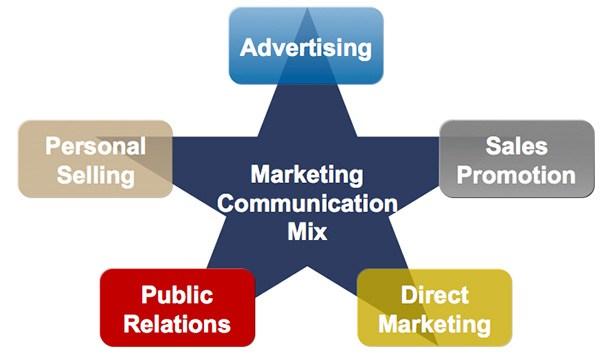 Advertising
Personal
Selling
Sales
Promotion
Marketing
Communication
Mix
Public
Relations
Direct
Marketing